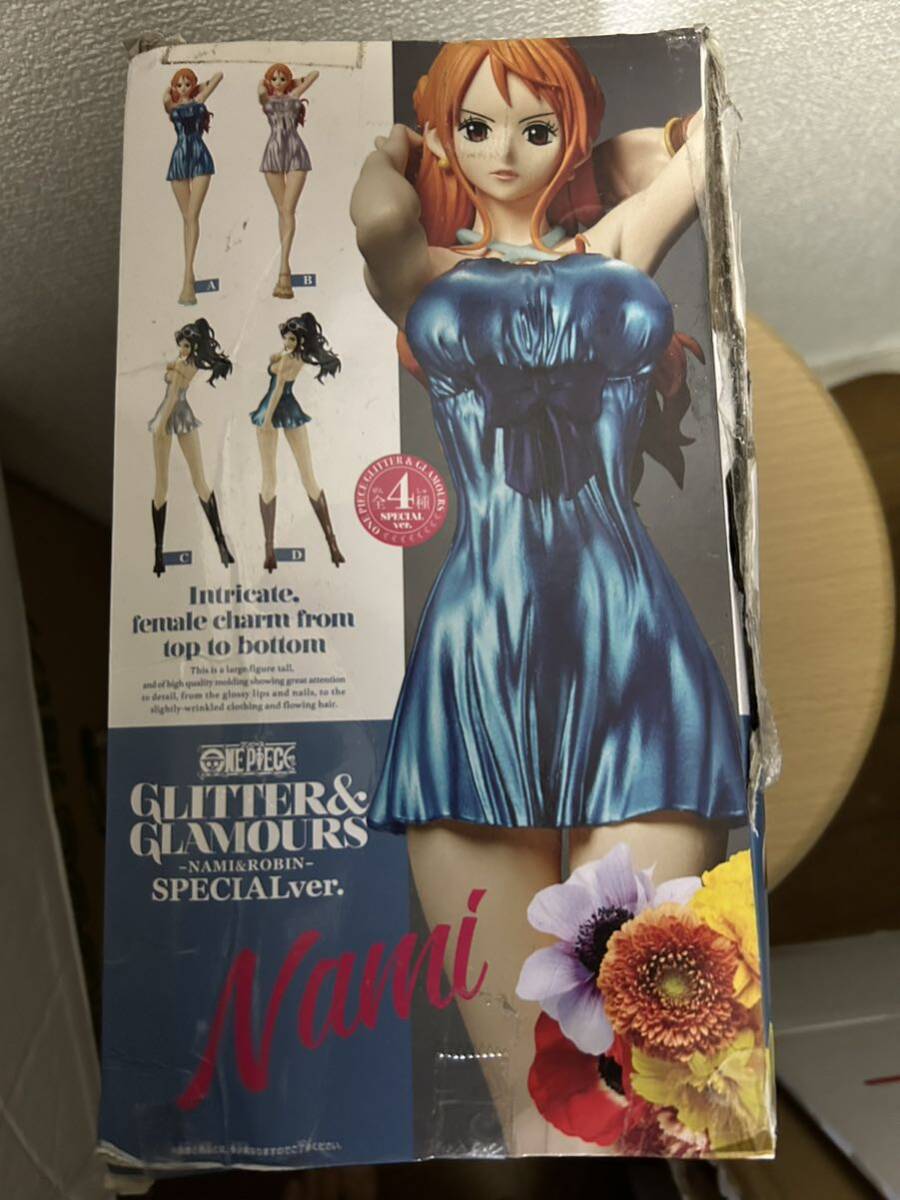 A
B
C
D
ONE PIECE GLITTER & GLAMOURS
全4種
SPECIAL
ver.
Intricate,
female charm from
top to bottom
This is a large figure tall,
and of high quality molding showing great attention
to detail, from the glossy lips and nails, to the
slightly-wrinkled clothing and flowing hair.
ONE PIECE
GLITTER&
GLAMOURS
-NAMI&ROBIN-
SPECIALver.
Nami